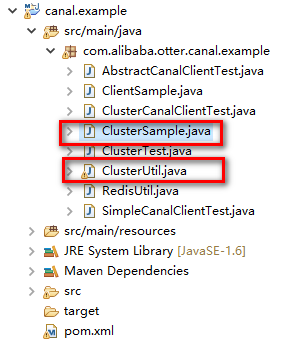 canal.example
src/main/java
com.alibaba.otter.canal.example
AbstractCanalClientTest.java
ClientSample.java
ClusterCanalClientTest.java
ClusterSample.java
ClusterTest.java
ClusterUtil.java
RedisUtil.java
SimpleCanalClientTest.java
src/main/resources
JRE System Library [JavaSE-1.6]
Maven Dependencies
src
target
pom.xml